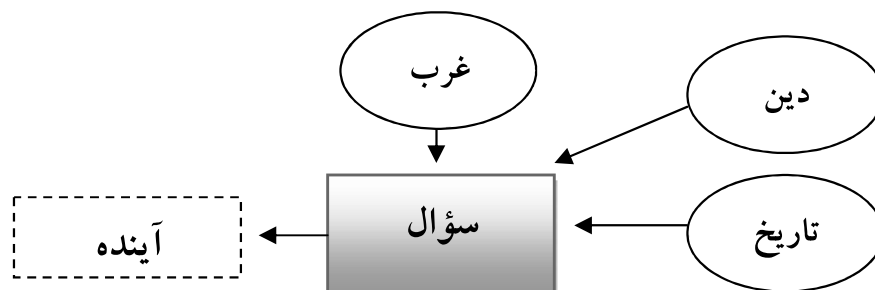 غرب
دین
سؤال
تاریخ
آینده